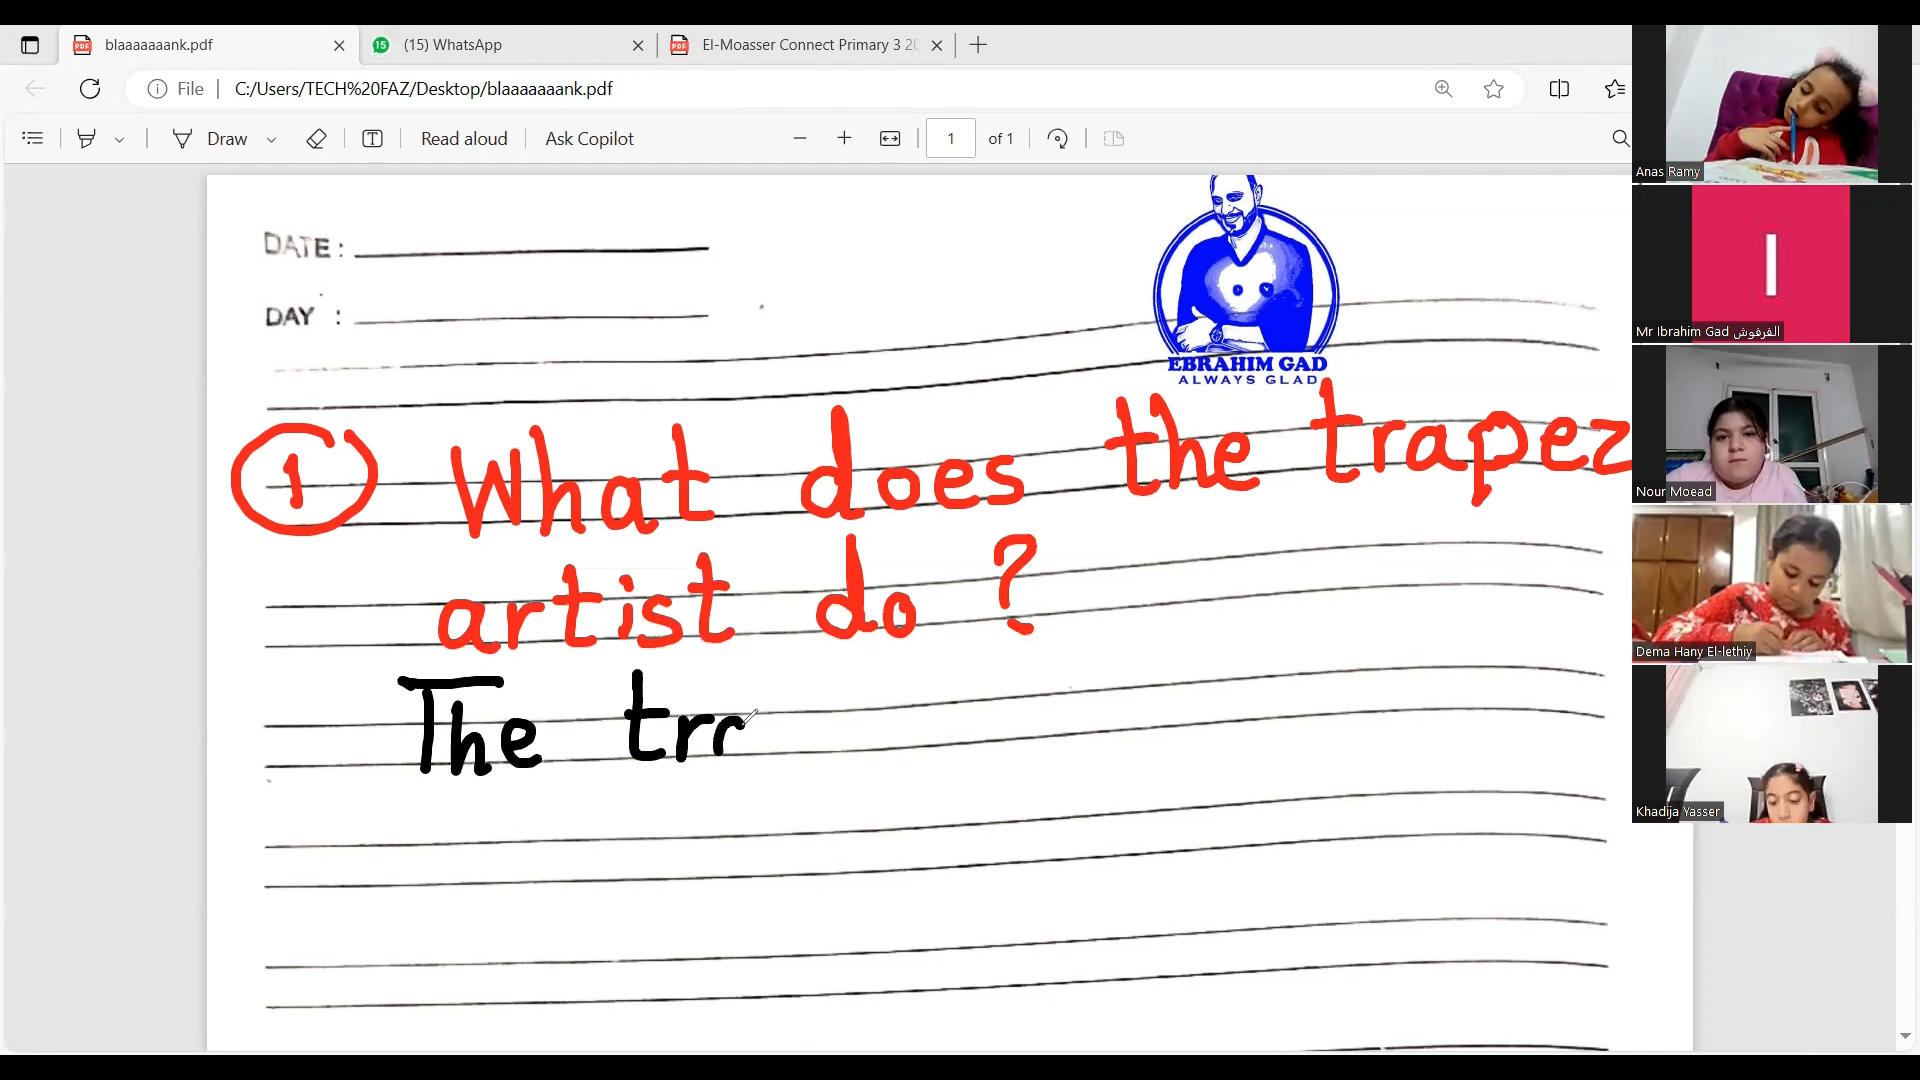 blaaaaaaank.pdf
(15) WhatsApp
El-Moasser Connect Primary 3 20
File
C:/Users/TECH%20FAZ/Desktop/blaaaaaaank.pdf
Draw
Read aloud
Ask Copilot
1
of 1
DATE :
DAY :
EBRAHIM GAD
ALWAYS GLAD
1 What does the trapez
artist do ?
The trr
Anas Ramy
I
Mr Ibrahim Gad الفرفوش
Nour Moead
Dema Hany El-lethiy
Khadija Yasser